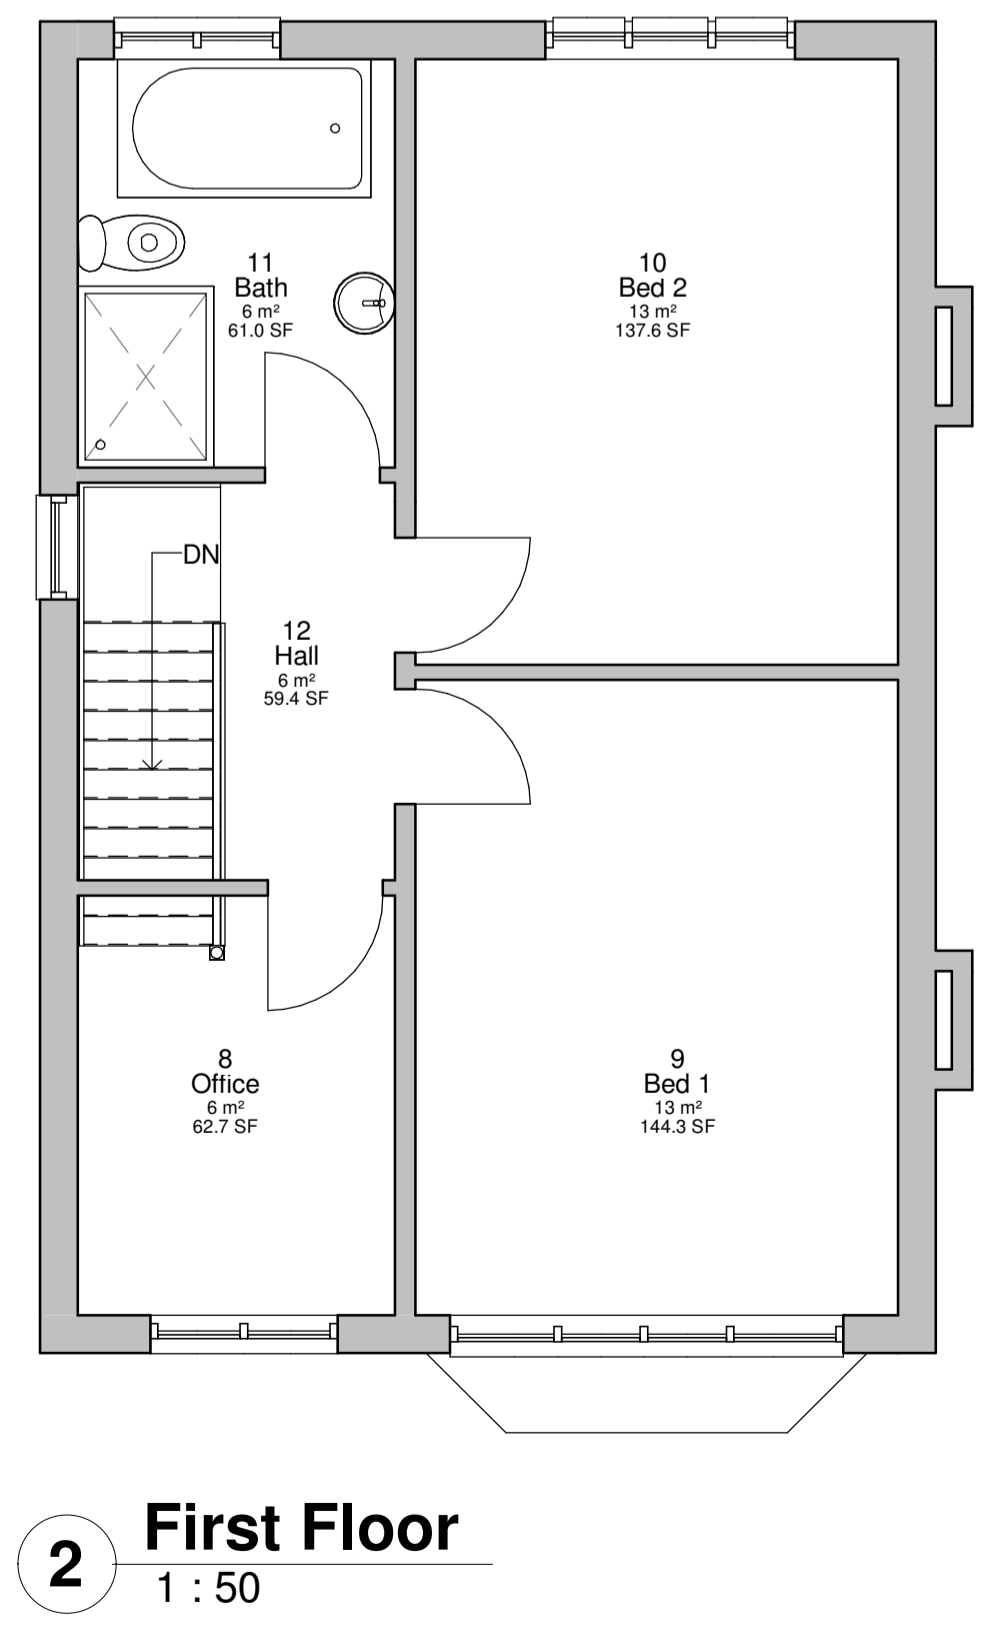 11
Bath
6 m²
61.0 SF
10
Bed 2
13 m²
137.6 SF
DN
12
Hall
6 m²
59.4 SF
8
Office
6 m²
62.7 SF
9
Bed 1
13 m²
144.3 SF
2
First Floor
1 : 50